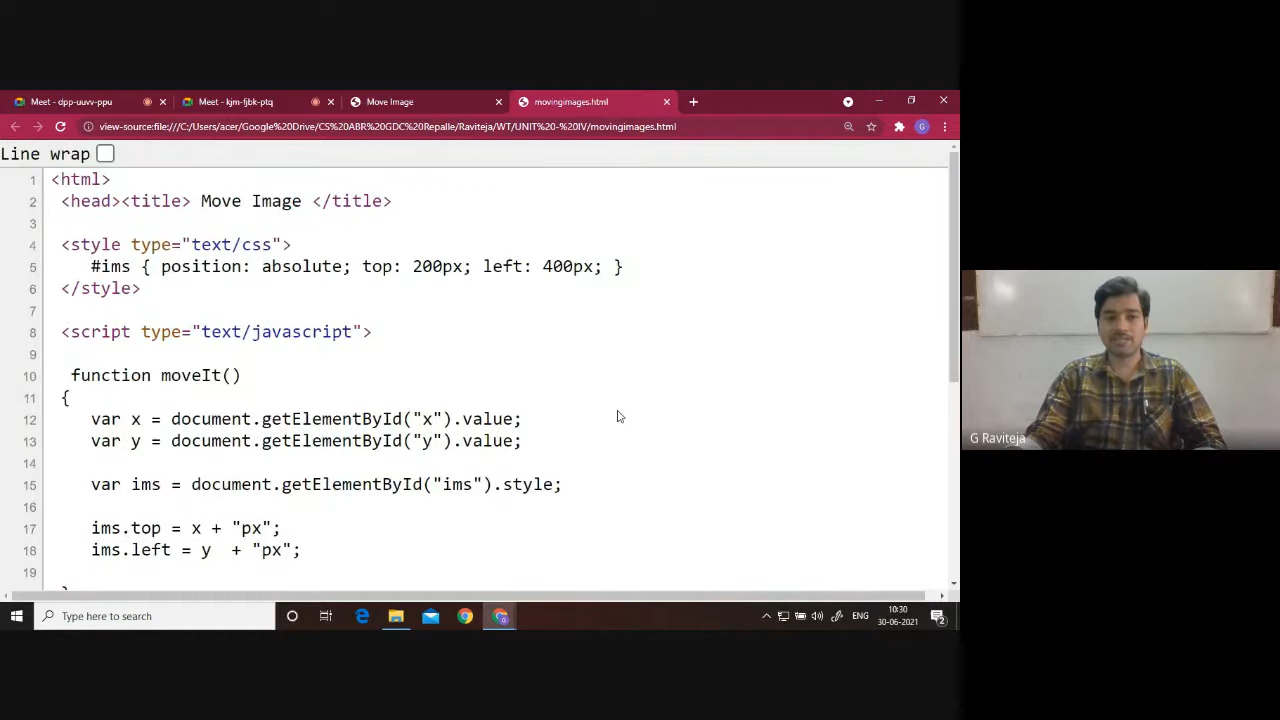 Meet - dpp-uuvv-ppu
Meet - kjm-fjbk-ptq
Move Image
movingimages.html
view-source:file:///C:/Users/acer/Google%20Drive/CS%20ABR%20GDC%20Repalle/Raviteja/WT/UNIT%20-%20IV/movingimages.html
G
Line wrap
1 <html>
2 <head><title> Move Image </title>
3
4 <style type="text/css">
5 #ims { position: absolute; top: 200px; left: 400px; }
6 </style>
7
8 <script type="text/javascript">
9
10 function moveIt()
11 {
12 var x = document.getElementById("x").value;
13 var y = document.getElementById("y").value;
14
15 var ims = document.getElementById("ims").style;
16
17 ims.top = x + "px";
18 ims.left = y  + "px";
19
G Raviteja
Type here to search
ENG
10:30
30-06-2021
2